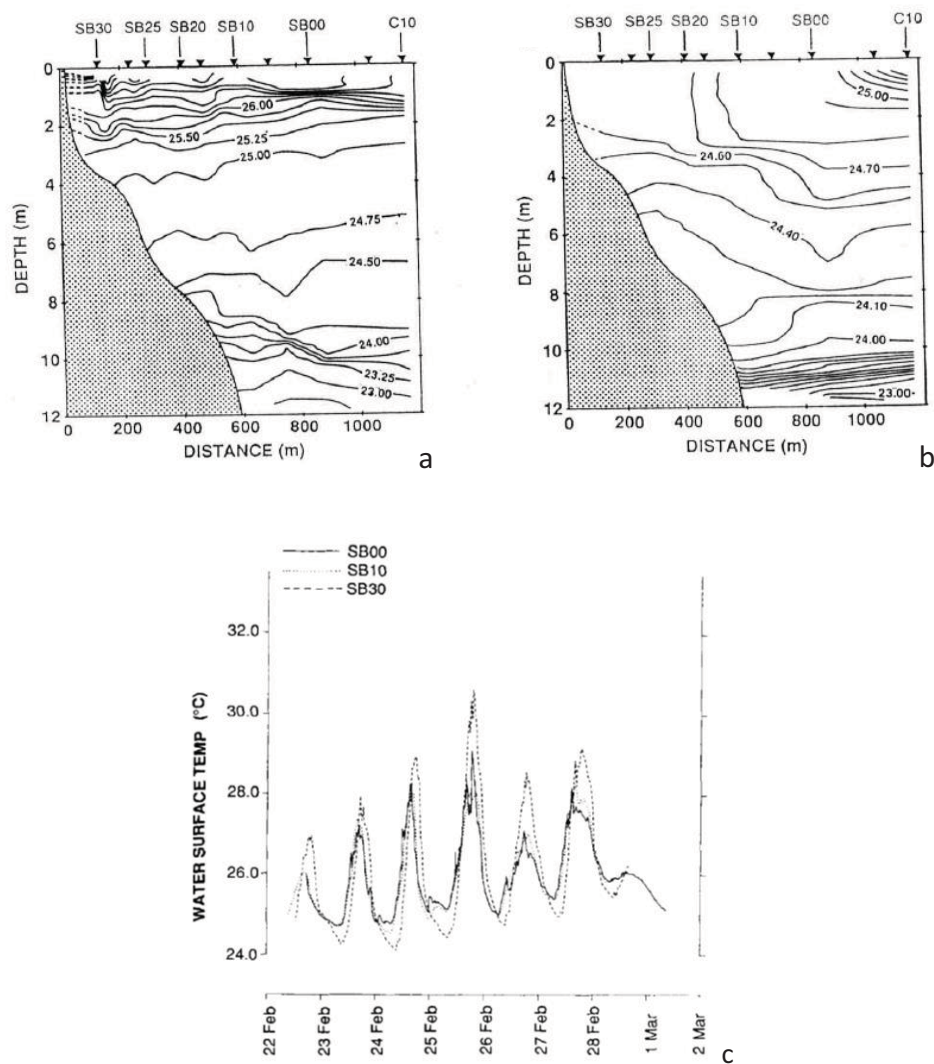 SB30 SB25 SB20 SB10 SB00 C10
0
2
4
6
8
10
12
DEPTH (m)
26.00
25.50
25.25
25.00
24.75
24.50
24.00
23.25
23.00
0 200 400 600 800 1000
DISTANCE (m)
a
SB30 SB25 SB20 SB10 SB00 C10
0
2
4
6
8
10
12
DEPTH (m)
25.00
24.60
24.70
24.40
24.10
24.00
23.00
0 200 400 600 800 1000
DISTANCE (m)
b
SB00
SB10
SB30
32.0
30.0
28.0
26.0
24.0
WATER SURFACE TEMP (°C)
22 Feb
23 Feb
24 Feb
25 Feb
26 Feb
27 Feb
28 Feb
1 Mar
2 Mar
c